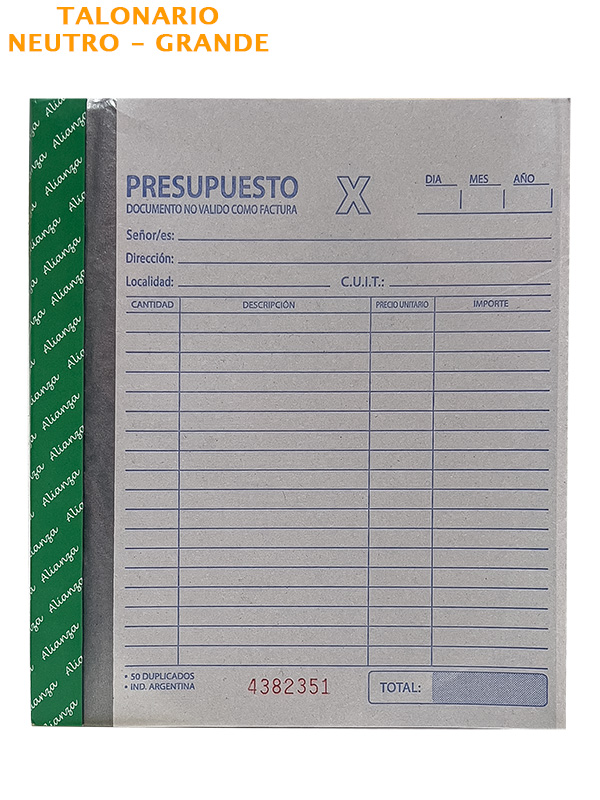 TALONARIO
NEUTRO - GRANDE
Alianza
PRESUPUESTO X DIA MES AÑO
DOCUMENTO NO VALIDO COMO FACTURA
Señor/es:
Dirección:
Localidad: C.U.I.T.:
CANTIDAD DESCRIPCIÓN PRECIO UNITARIO IMPORTE
• 50 DUPLICADOS
• IND. ARGENTINA
4382351
TOTAL: